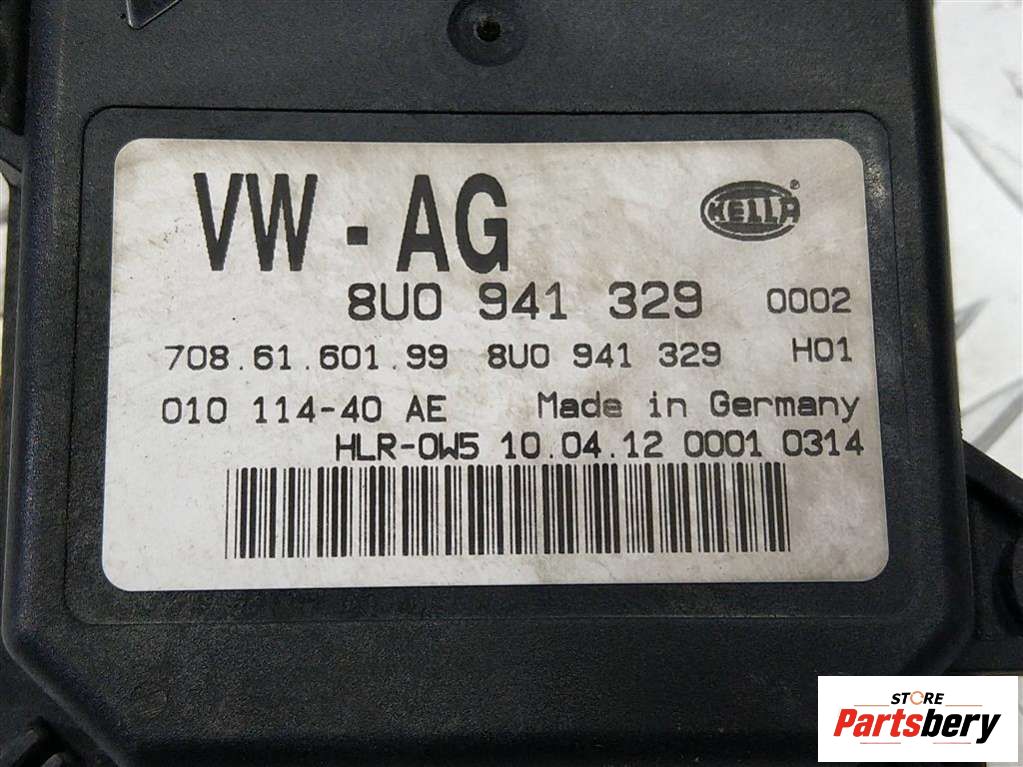 VW - AG
HELLA ®
8U0 941 329 0002
708.61.601.99 8U0 941 329 H01
010 114-40 AE Made in Germany
HLR-0W5 10.04.12 0001 0314
STORE
Partsbery